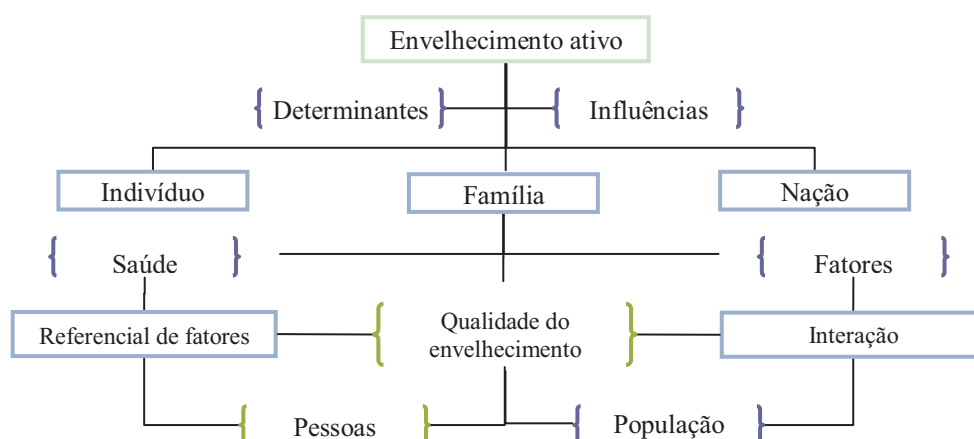 Envelhecimento ativo
Determinantes
Influências
Indivíduo
Família
Nação
Saúde
Fatores
Referencial de fatores
Qualidade do
envelhecimento
Interação
Pessoas
População